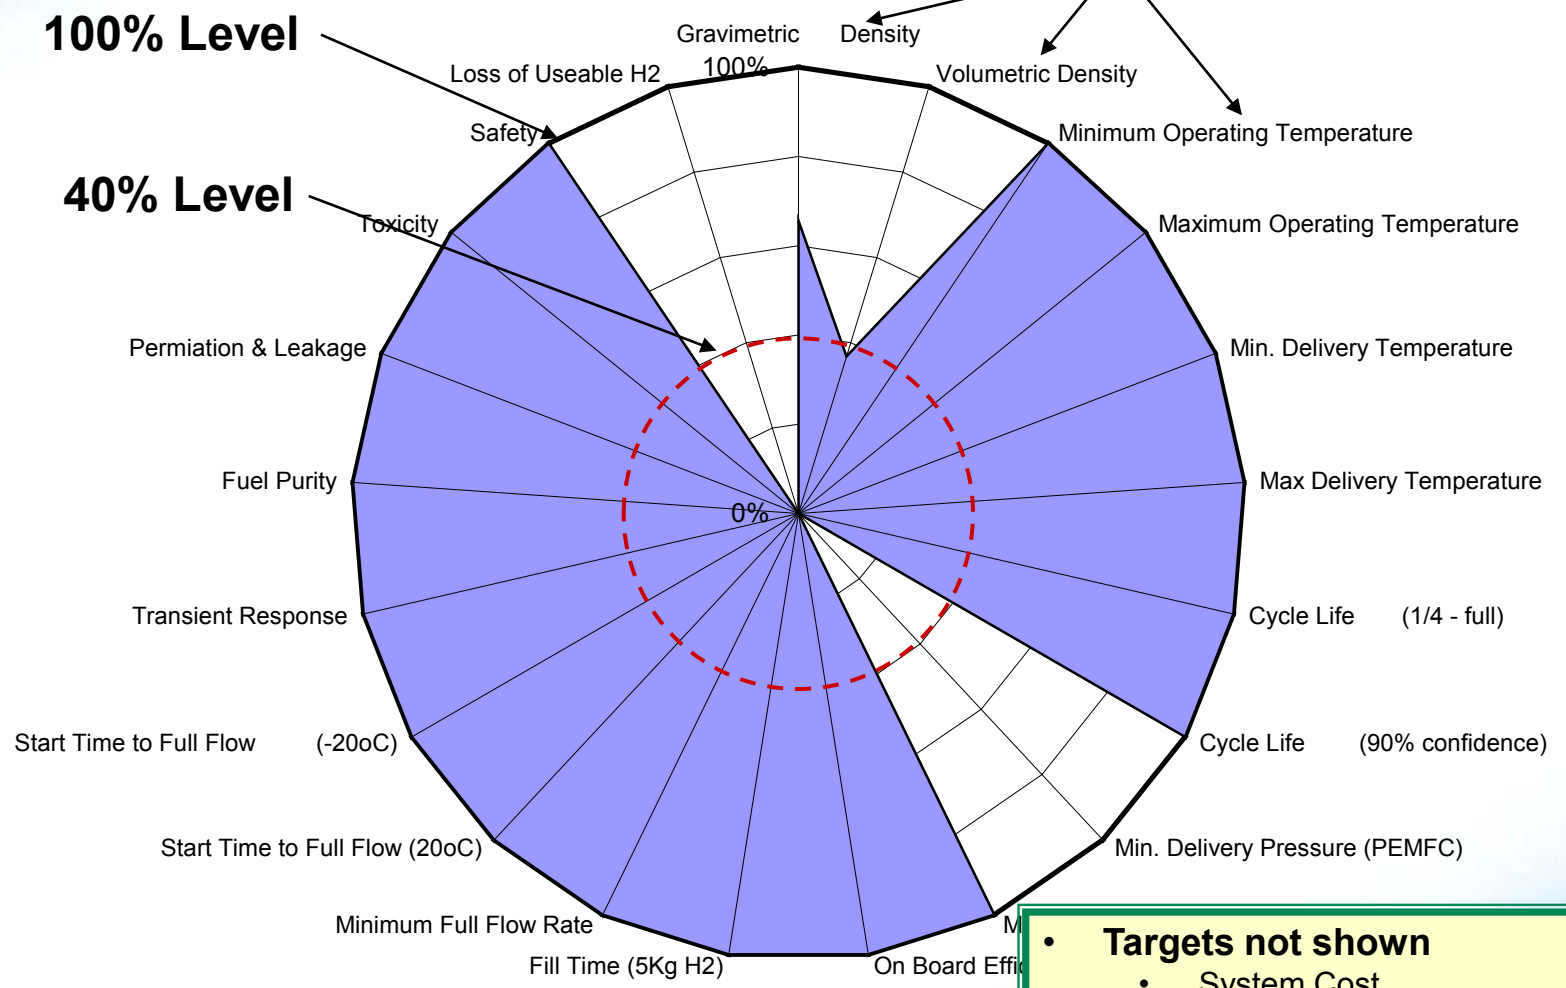 100% Level
40% Level
Gravimetric Density
100%
Volumetric Density
Minimum Operating Temperature
Maximum Operating Temperature
Min. Delivery Temperature
Max Delivery Temperature
Cycle Life (1/4 - full)
Cycle Life (90% confidence)
Min. Delivery Pressure (PEMFC)
On Board
Fill Time (5Kg H2)
Minimum Full Flow Rate
Start Time to Full Flow (20oC)
Start Time to Full Flow (-20oC)
Transient Response
Fuel Purity
Permiation & Leakage
Toxicity
Safety
Loss of Useable H2
0%
• Targets not shown
• System Cost